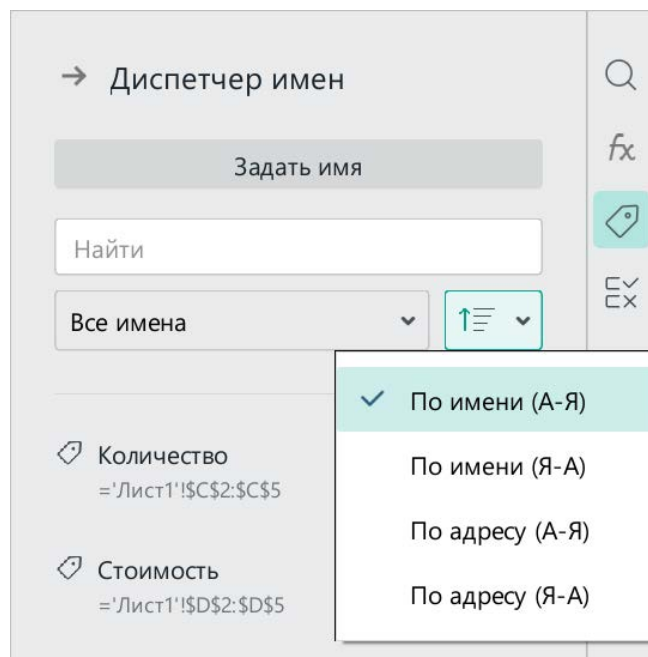 Диспетчер имен
Задать имя
fx
Найти
Все имена
По имени (А-Я)
По имени (Я-А)
По адресу (А-Я)
По адресу (Я-А)
Количество
='Лист1'!$C$2:$C$5
Стоимость
='Лист1'!$D$2:$D$5